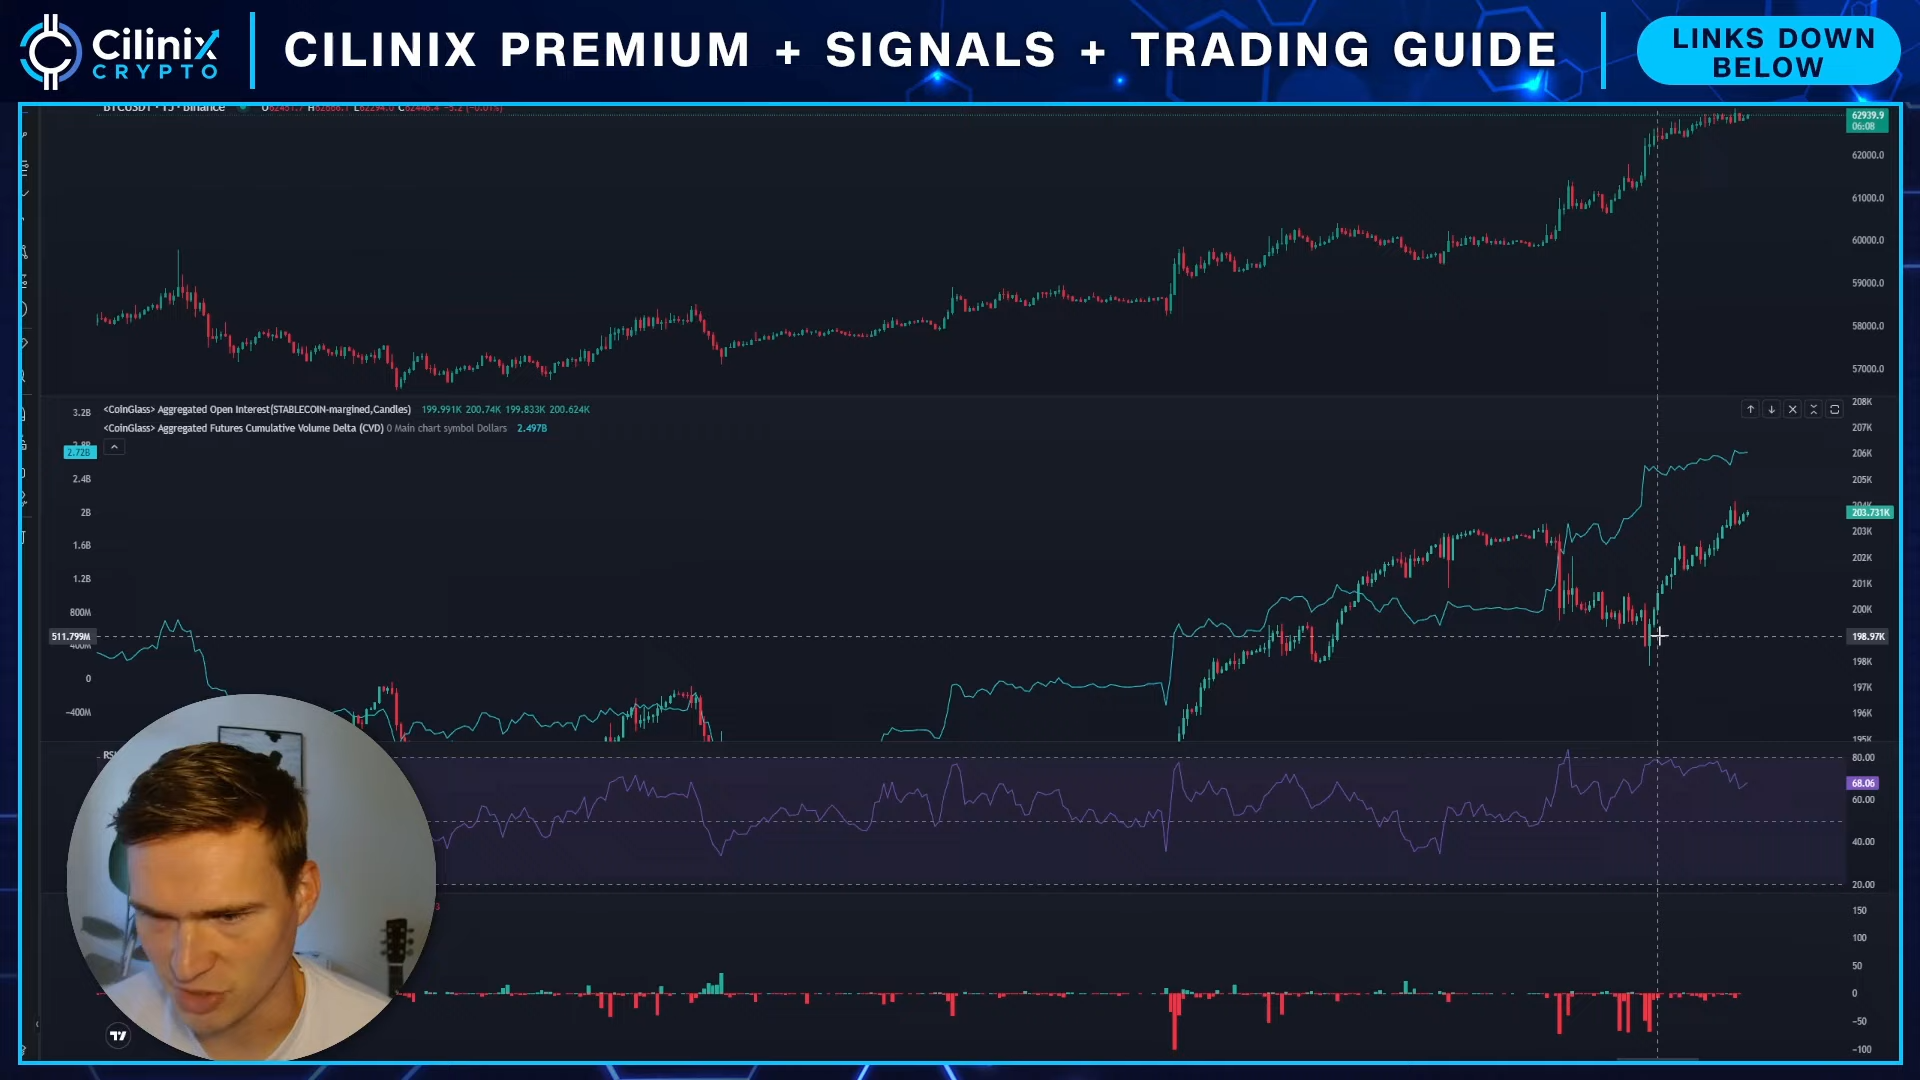 Cilinix
CRYPTO
CILINIX PREMIUM + SIGNALS + TRADING GUIDE
LINKS DOWN
BELOW
62939.9
06:08
62000.0
61000.0
60000.0
59000.0
58000.0
57000.0
<CoinGlass> Aggregated Open Interest(STABLECOIN-margined,Candles) 199.991K 200.74K 199.833K 200.624K
<CoinGlass> Aggregated Futures Cumulative Volume Delta (CVD) 0 Main chart symbol Dollars 2.497B
3.2B
2.72B
2.4B
2B
1.6B
1.2B
800M
511.799M
400M
0
−400M
208K
207K
206K
205K
203.731K
203K
202K
201K
200K
198.97K
198K
197K
196K
195K
80.00
68.06
60.00
40.00
20.00
150
100
50
0
−50
−100